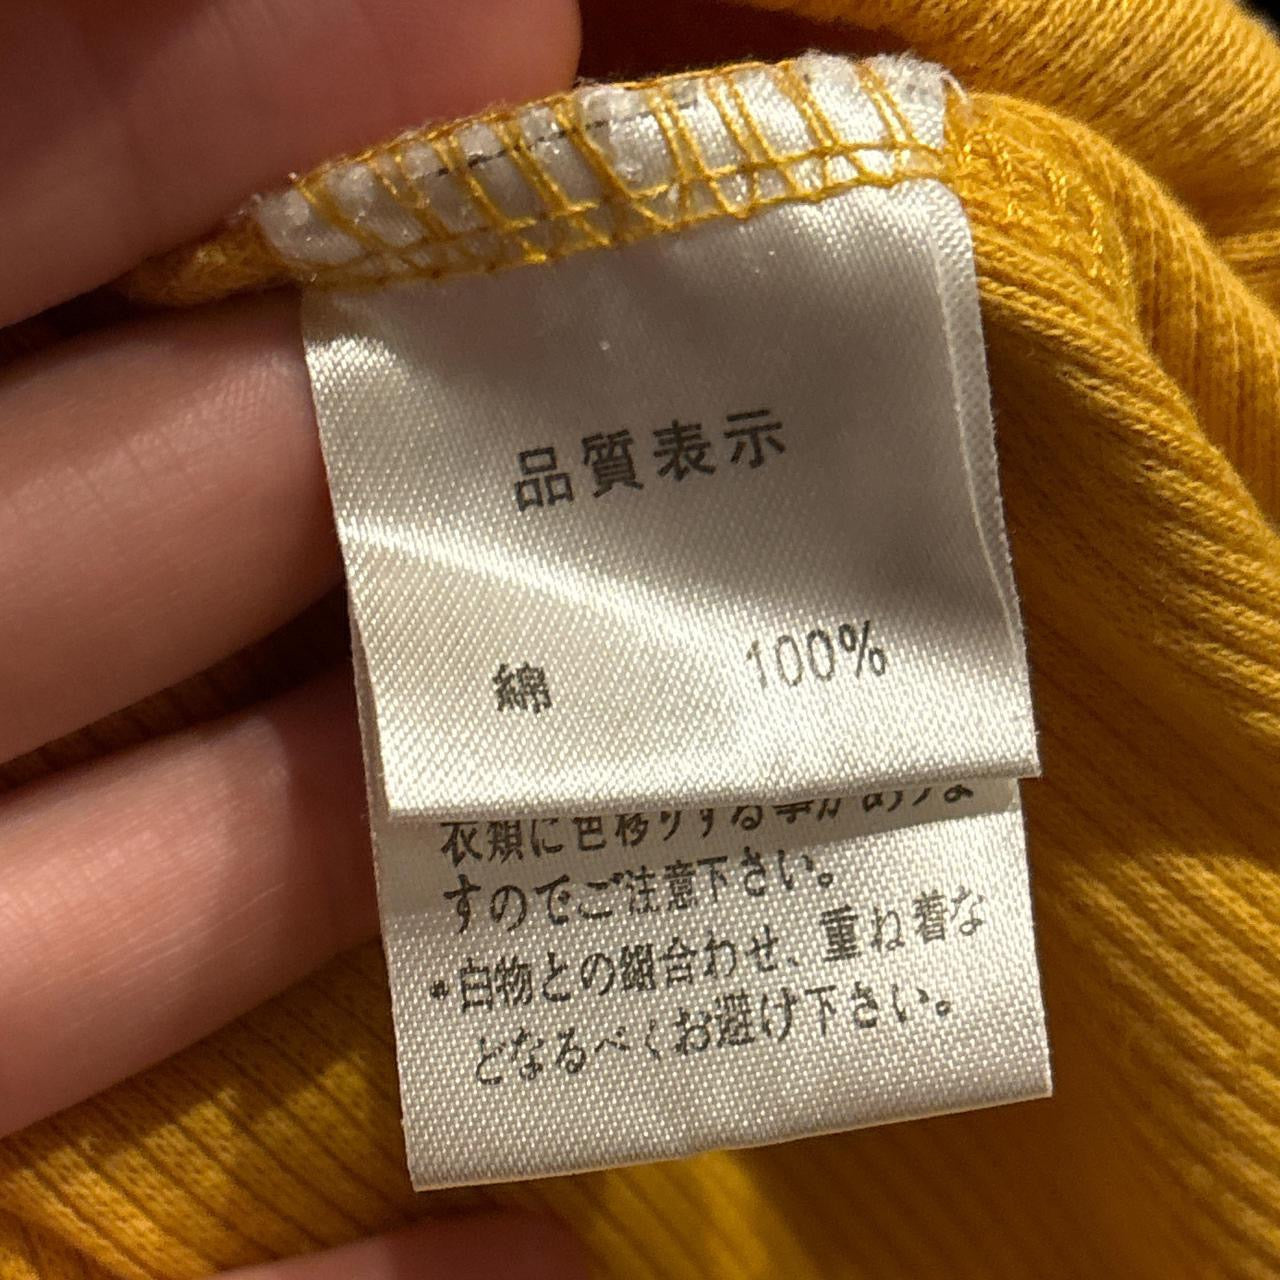 品質表示
綿 100%
衣類に色移りする事がありま
すのでご注意下さい。
•白物との組合わせ、重ね着な
どなるべくお避け下さい。